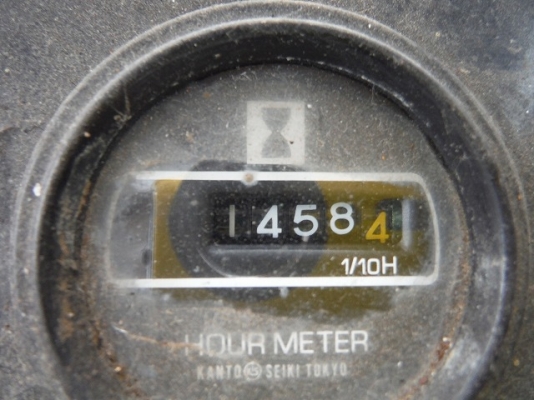 14584
1/10H
HOUR METER
KANTO SEIKI TOKYO